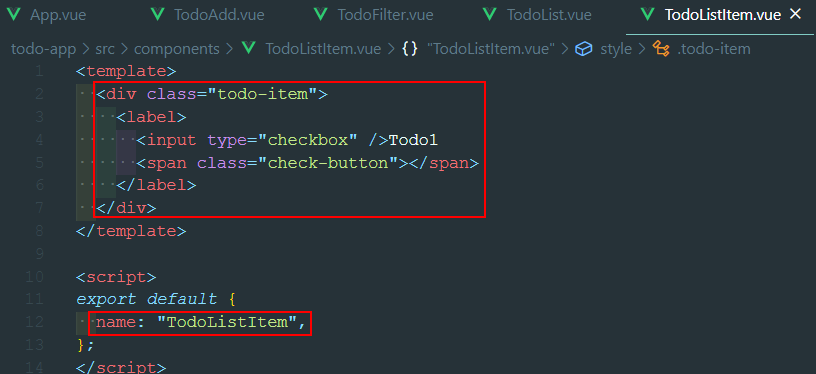 App.vue TodoAdd.vue TodoFilter.vue TodoList.vue TodoListItem.vue ×
todo-app > src > components > TodoListItem.vue > {} "TodoListItem.vue" > style > .todo-item
1 <template>
2 <div class="todo-item">
3 <label>
4 <input type="checkbox" />Todo1
5 <span class="check-button"></span>
6 </label>
7 </div>
8 </template>
9
10 <script>
11 export default {
12 name: "TodoListItem",
13 };
14 </script>